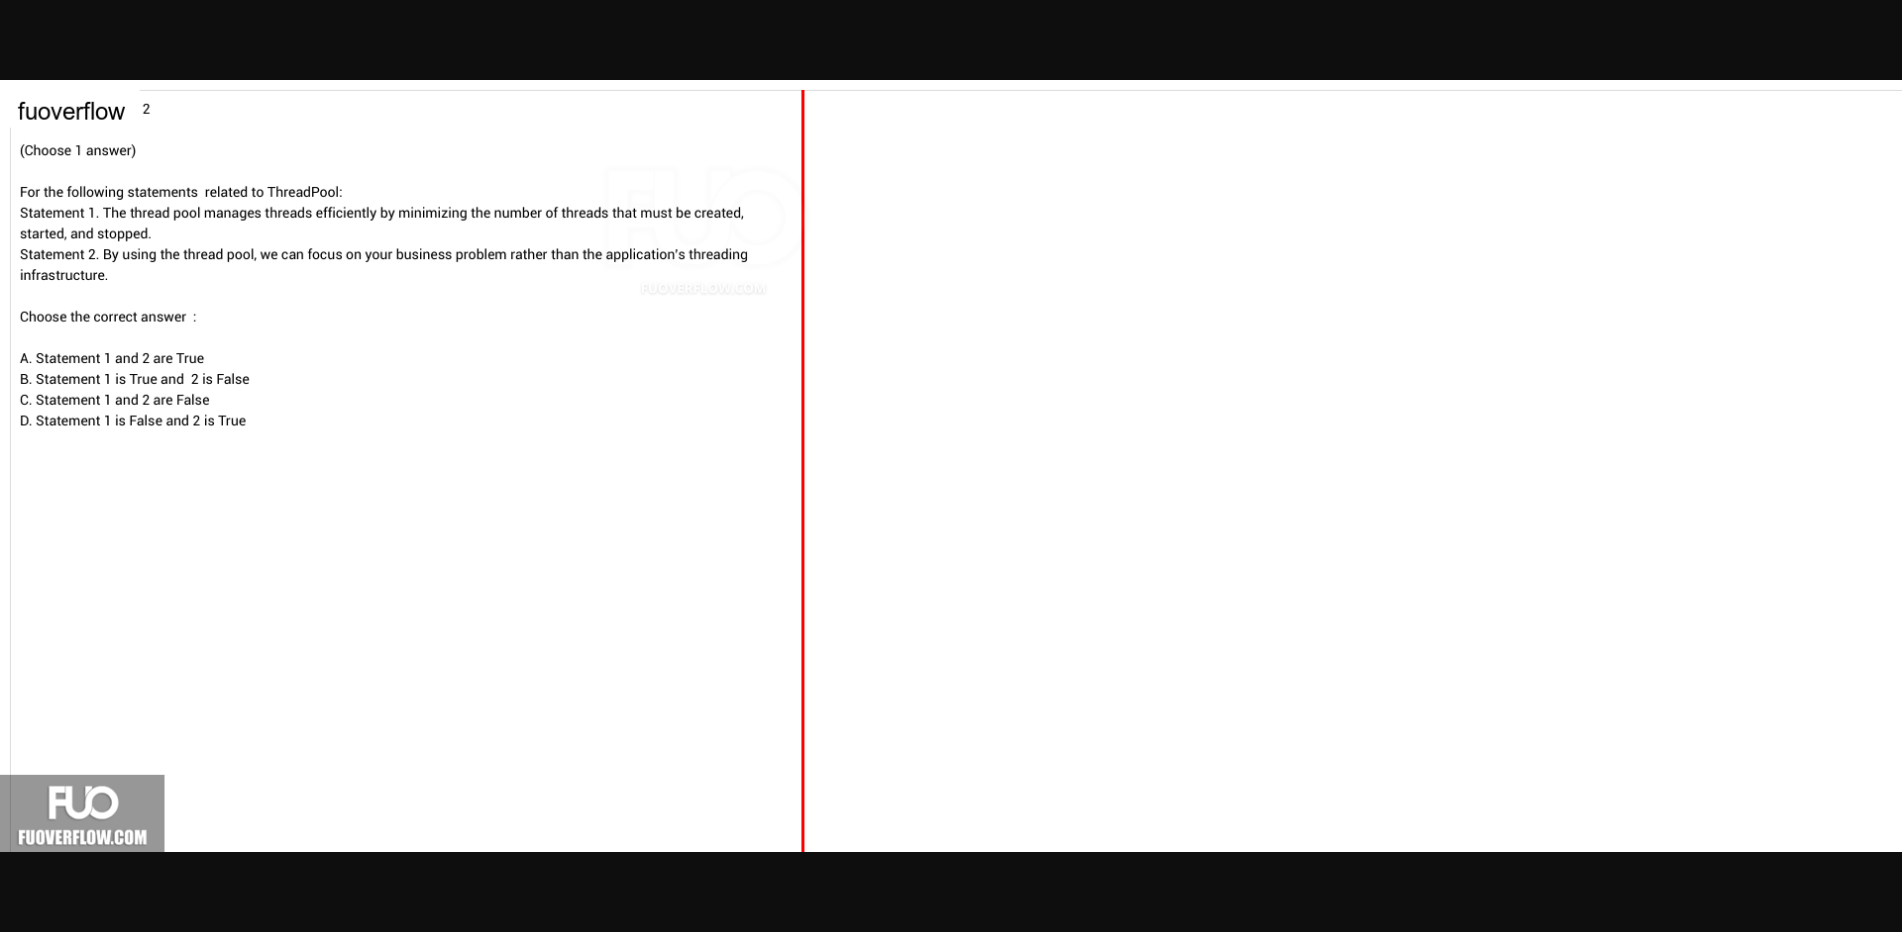 fuoverflow 2
(Choose 1 answer)
For the following statements  related to ThreadPool:
Statement 1. The thread pool manages threads efficiently by minimizing the number of threads that must be created,
started, and stopped.
Statement 2. By using the thread pool, we can focus on your business problem rather than the application's threading
infrastructure.
FUOVERFLOW.COM
Choose the correct answer  :
A. Statement 1 and 2 are True
B. Statement 1 is True and  2 is False
C. Statement 1 and 2 are False
D. Statement 1 is False and 2 is True
FUO
FUOVERFLOW.COM